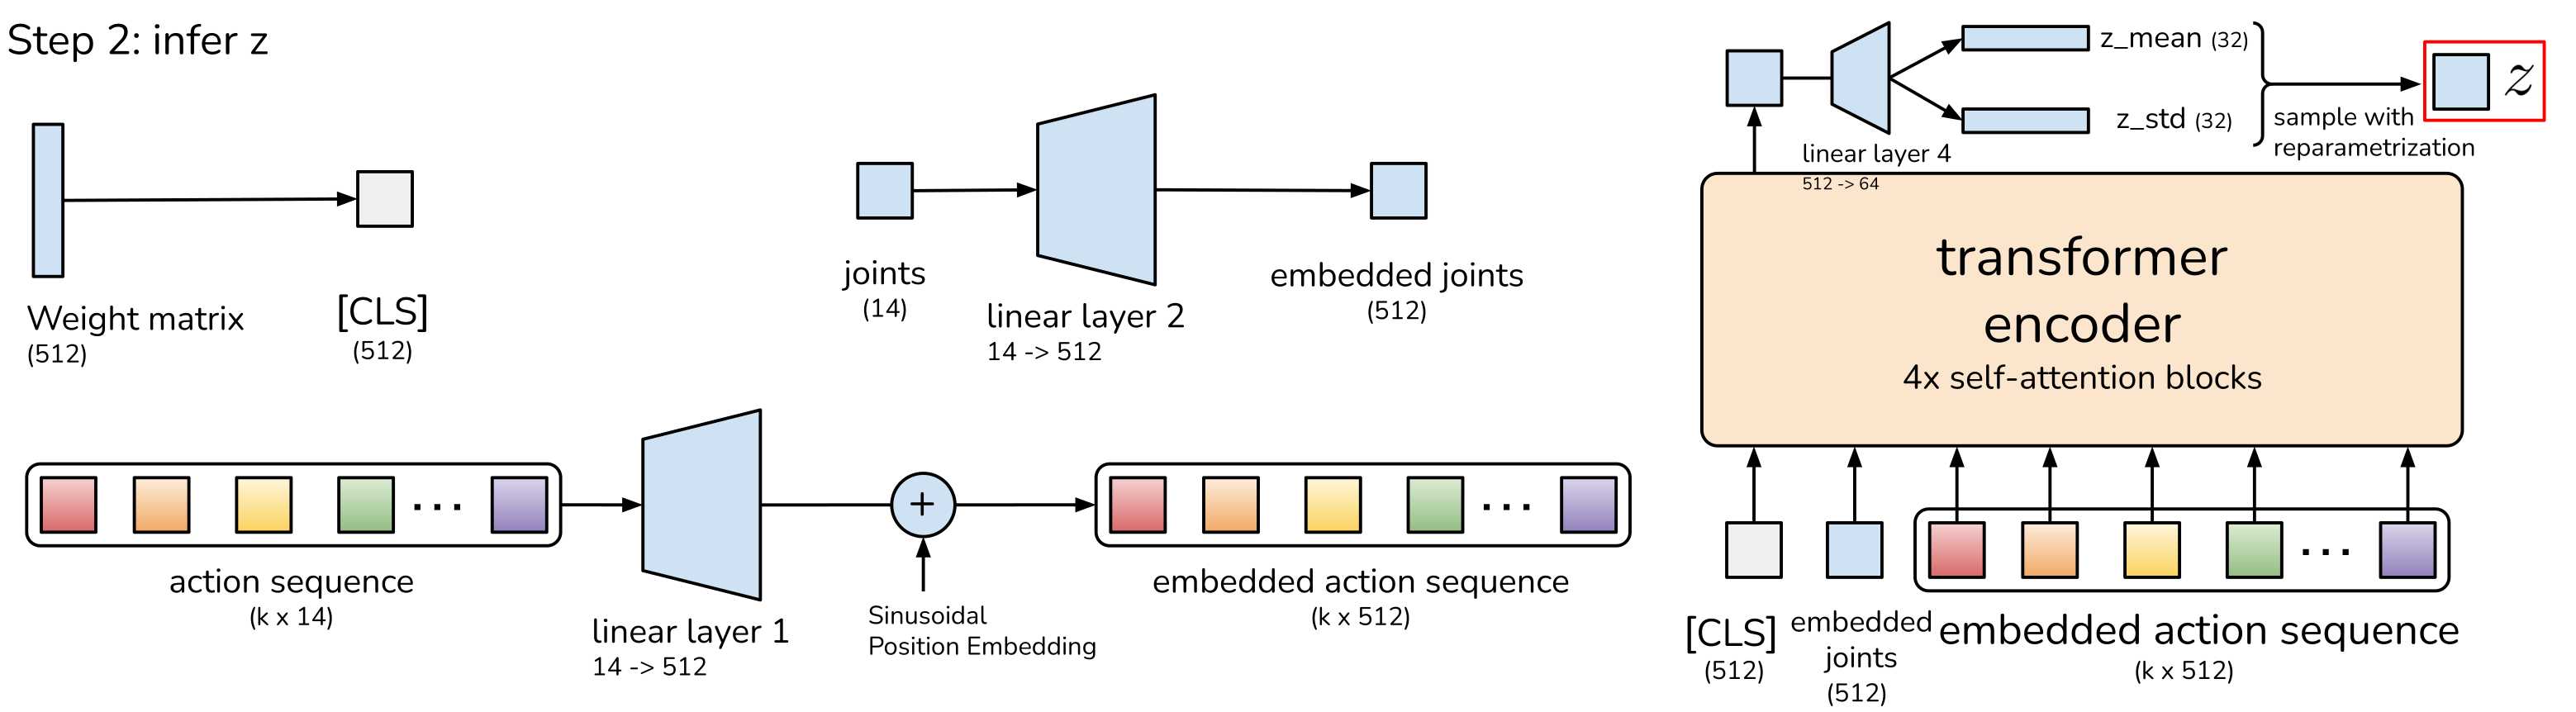 Step 2: infer z
Weight matrix
(512)
[CLS]
(512)
joints
(14)
linear layer 2
14 -> 512
embedded joints
(512)
action sequence
(k x 14)
linear layer 1
14 -> 512
+
Sinusoidal
Position Embedding
...
embedded action sequence
(k x 512)
...
z_mean (32)
z_std (32)
linear layer 4
512 -> 64
sample with
reparametrization
z
transformer
encoder
4x self-attention blocks
...
[CLS]
(512)
embedded
joints
(512)
embedded action sequence
(k x 512)